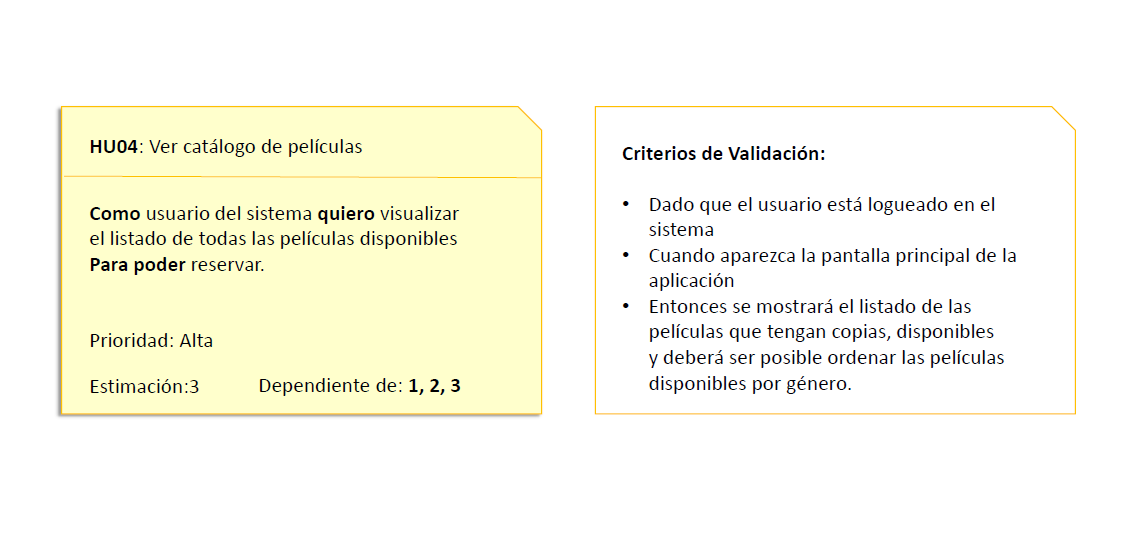 HU04: Ver catálogo de películas
Como usuario del sistema quiero visualizar
el listado de todas las películas disponibles
Para poder reservar.
Prioridad: Alta
Estimación:3
Dependiente de: 1, 2, 3
Criterios de Validación:
• Dado que el usuario está logueado en el
sistema
• Cuando aparezca la pantalla principal de la
aplicación
• Entonces se mostrará el listado de las
películas que tengan copias, disponibles
y deberá ser posible ordenar las películas
disponibles por género.